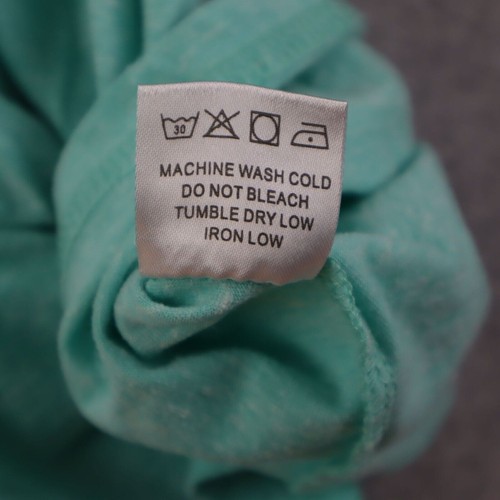 30
MACHINE WASH COLD
DO NOT BLEACH
TUMBLE DRY LOW
IRON LOW